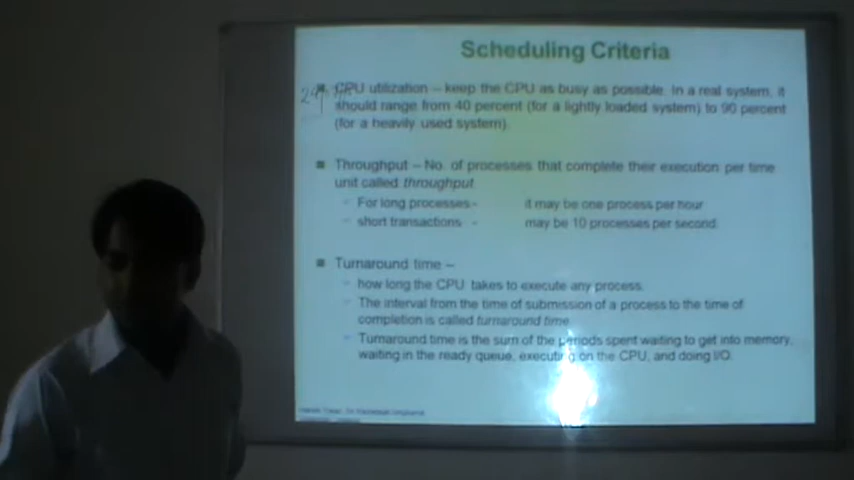 Scheduling Criteria
CPU utilization – keep the CPU as busy as possible. In a real system, it
should range from 40 percent (for a lightly loaded system) to 90 percent
(for a heavily used system).
Throughput – No. of processes that complete their execution per time
unit called throughput
For long processes - it may be one process per hour
short transactions - may be 10 processes per second.
Turnaround time –
how long the CPU takes to execute any process.
The interval from the time of submission of a process to the time of
completion is called turnaround time.
Turnaround time is the sum of the periods spent waiting to get into memory,
waiting in the ready queue, executing on the CPU, and doing I/O.